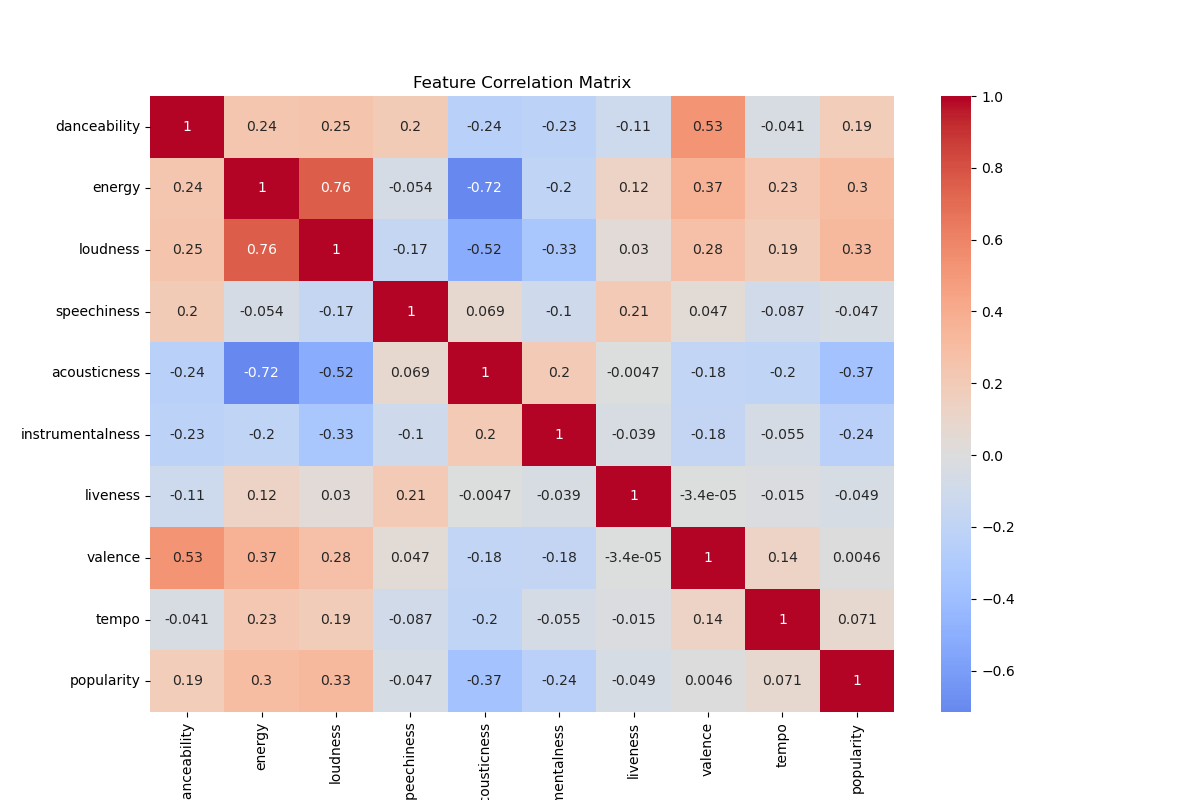 Feature Correlation Matrix
danceability 1 0.24 0.25 0.2 -0.24 -0.23 -0.11 0.53 -0.041 0.19
energy 0.24 1 0.76 -0.054 -0.72 -0.2 0.12 0.37 0.23 0.3
loudness 0.25 0.76 1 -0.17 -0.52 -0.33 0.03 0.28 0.19 0.33
speechiness 0.2 -0.054 -0.17 1 0.069 -0.1 0.21 0.047 -0.087 -0.047
acousticness -0.24 -0.72 -0.52 0.069 1 0.2 -0.0047 -0.18 -0.2 -0.37
instrumentalness -0.23 -0.2 -0.33 -0.1 0.2 1 -0.039 -0.18 -0.055 -0.24
liveness -0.11 0.12 0.03 0.21 -0.0047 -0.039 1 -3.4e-05 -0.015 -0.049
valence 0.53 0.37 0.28 0.047 -0.18 -0.18 -3.4e-05 1 0.14 0.0046
tempo -0.041 0.23 0.19 -0.087 -0.2 -0.055 -0.015 0.14 1 0.071
popularity 0.19 0.3 0.33 -0.047 -0.37 -0.24 -0.049 0.0046 0.071 1
anceability
energy
loudness
peechiness
cousticness
mentalness
liveness
valence
tempo
popularity
1.0
0.8
0.6
0.4
0.2
0.0
−0.2
−0.4
−0.6